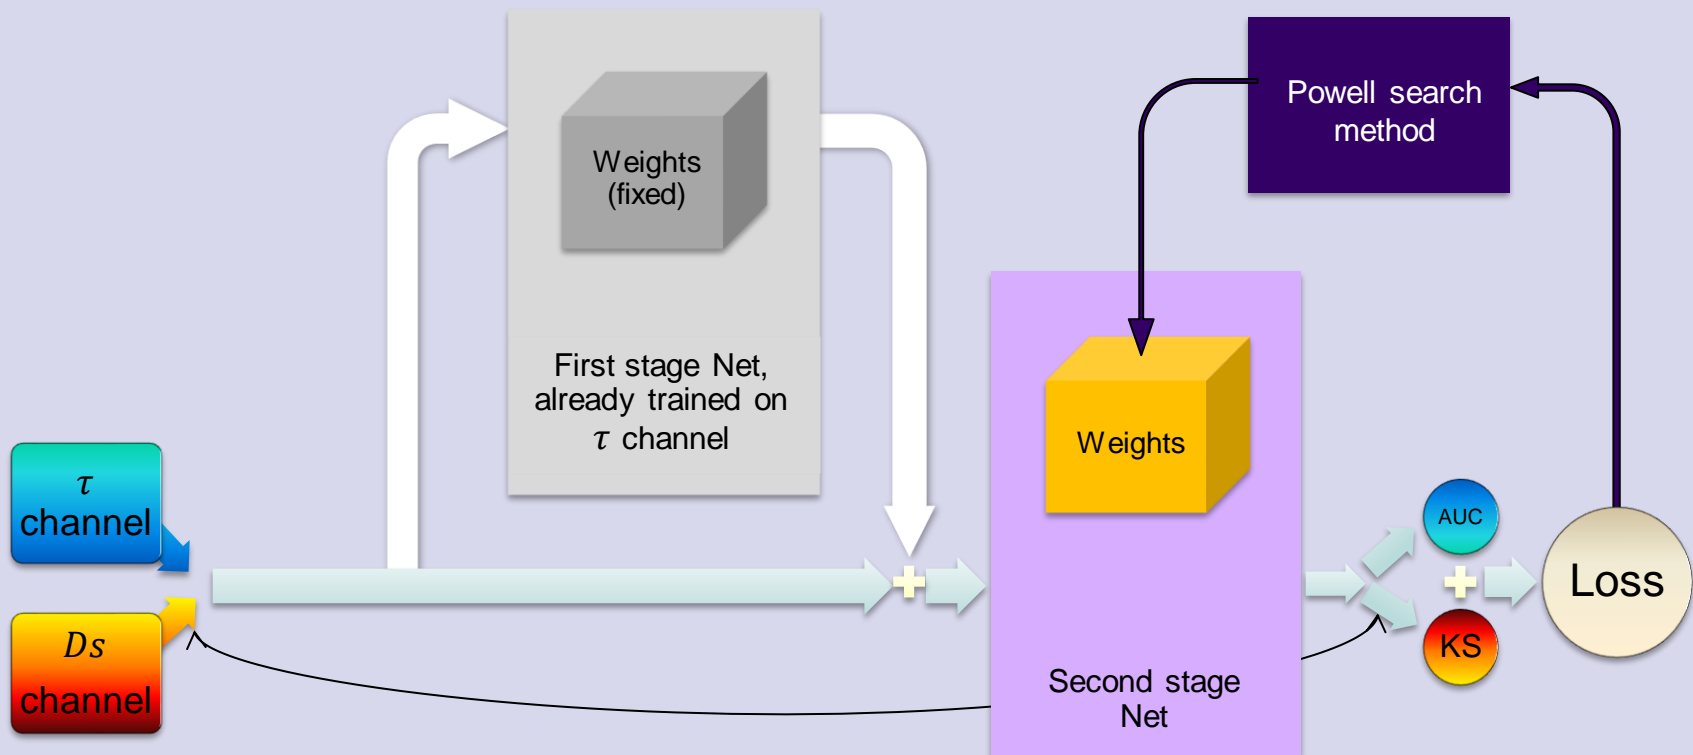 Powell search
method
Weights
(fixed)
First stage Net,
already trained on
τ channel
Weights
τ
channel
Ds
channel
AUC
KS
Loss
Second stage
Net